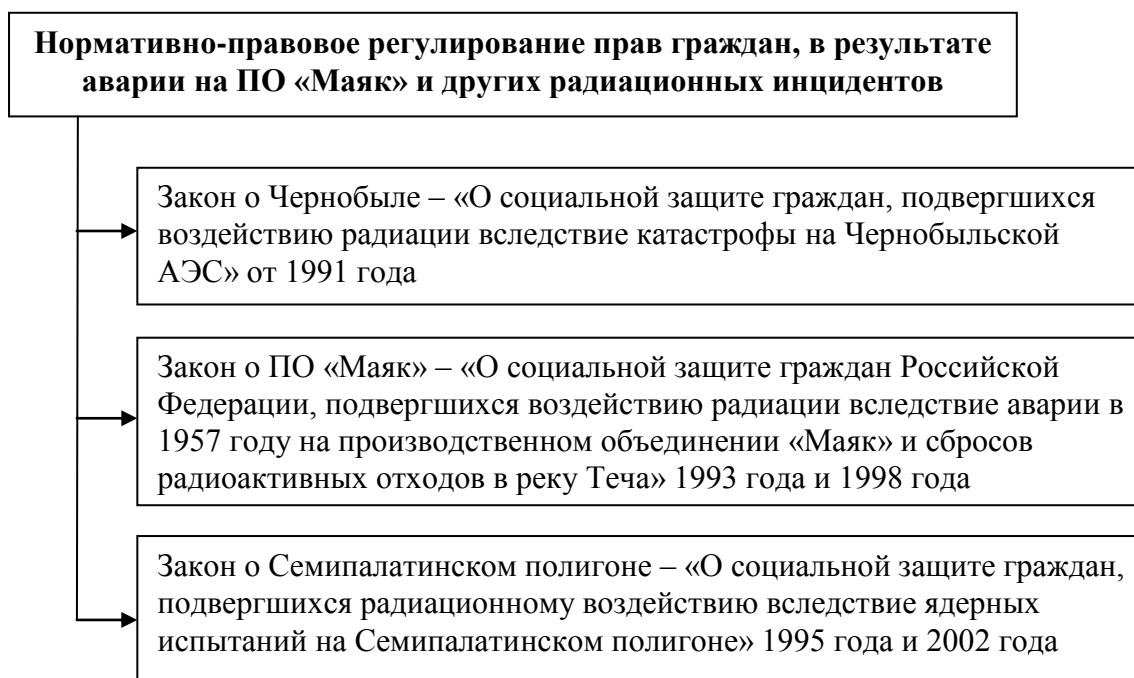 Нормативно-правовое регулирование прав граждан, в результате
аварии на ПО «Маяк» и других радиационных инцидентов
Закон о Чернобыле – «О социальной защите граждан, подвергшихся
воздействию радиации вследствие катастрофы на Чернобыльской
АЭС» от 1991 года
Закон о ПО «Маяк» – «О социальной защите граждан Российской
Федерации, подвергшихся воздействию радиации вследствие аварии в
1957 году на производственном объединении «Маяк» и сбросов
радиоактивных отходов в реку Теча» 1993 года и 1998 года
Закон о Семипалатинском полигоне – «О социальной защите граждан,
подвергшихся радиационному воздействию вследствие ядерных
испытаний на Семипалатинском полигоне» 1995 года и 2002 года